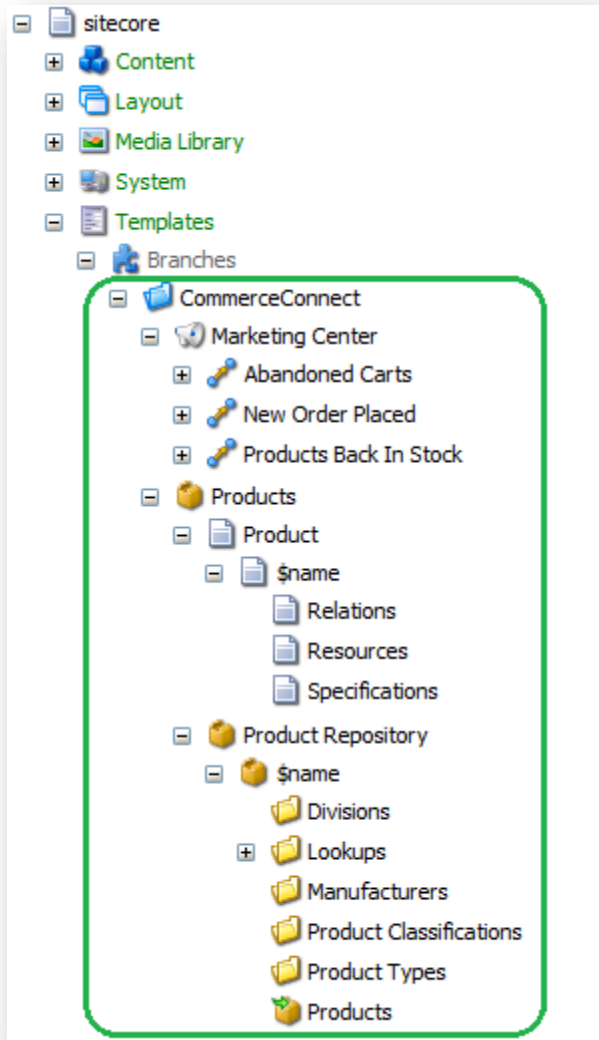 sitecore
Content
Layout
Media Library
System
Templates
Branches
CommerceConnect
Marketing Center
Abandoned Carts
New Order Placed
Products Back In Stock
Products
Product
$name
Relations
Resources
Specifications
Product Repository
$name
Divisions
Lookups
Manufacturers
Product Classifications
Product Types
Products